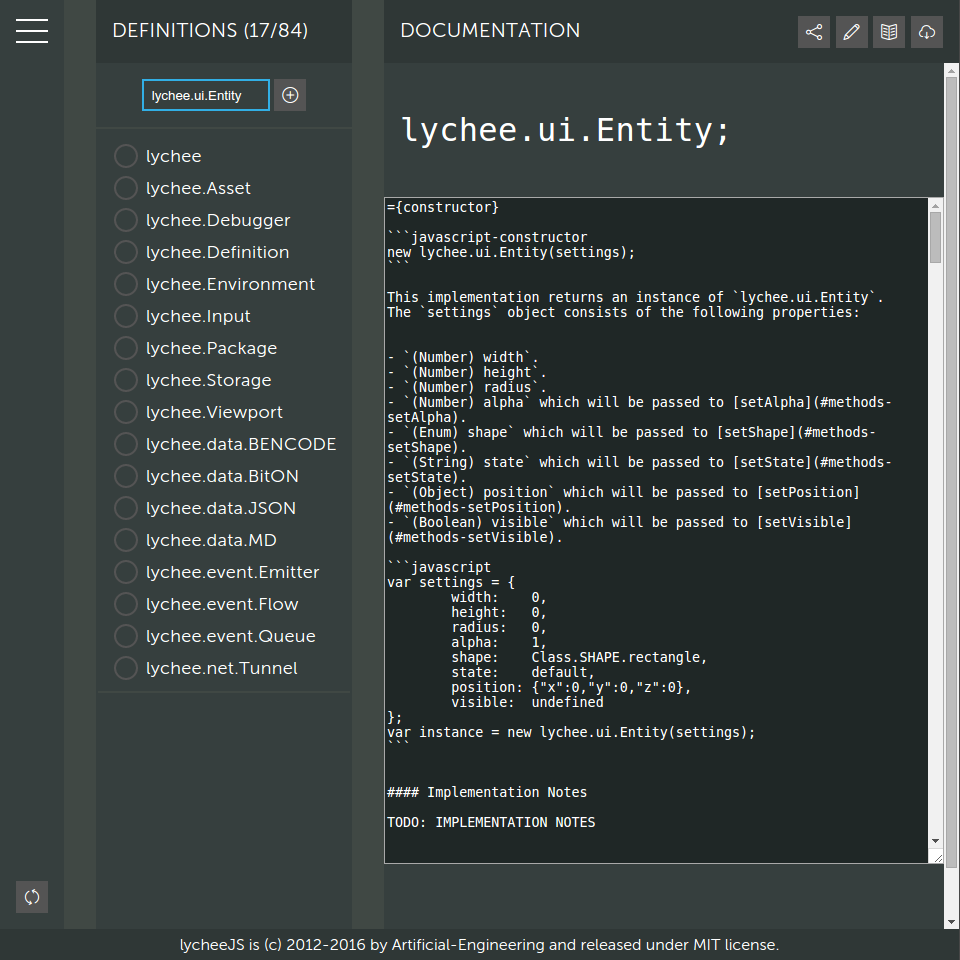 DEFINITIONS (17/84)
DOCUMENTATION
lychee.ui.Entity
lychee
lychee.Asset
lychee.Debugger
lychee.Definition
lychee.Environment
lychee.Input
lychee.Package
lychee.Storage
lychee.Viewport
lychee.data.BENCODE
lychee.data.BitON
lychee.data.JSON
lychee.data.MD
lychee.event.Emitter
lychee.event.Flow
lychee.event.Queue
lychee.net.Tunnel
lychee.ui.Entity;
={constructor}
```javascript-constructor
new lychee.ui.Entity(settings);
```
This implementation returns an instance of `lychee.ui.Entity`.
The `settings` object consists of the following properties:
- `(Number) width`.
- `(Number) height`.
- `(Number) radius`.
- `(Number) alpha` which will be passed to [setAlpha](#methods-
setAlpha).
- `(Enum) shape` which will be passed to [setShape](#methods-
setShape).
- `(String) state` which will be passed to [setState](#methods-
setState).
- `(Object) position` which will be passed to [setPosition]
(#methods-setPosition).
- `(Boolean) visible` which will be passed to [setVisible]
(#methods-setVisible).
```javascript
var settings = {
        width:    0,
        height:   0,
        radius:   0,
        alpha:    1,
        shape:    Class.SHAPE.rectangle,
        state:    default,
        position: {"x":0,"y":0,"z":0},
        visible:  undefined
};
var instance = new lychee.ui.Entity(settings);
```
#### Implementation Notes
TODO: IMPLEMENTATION NOTES
lycheeJS is (c) 2012-2016 by Artificial-Engineering and released under MIT license.